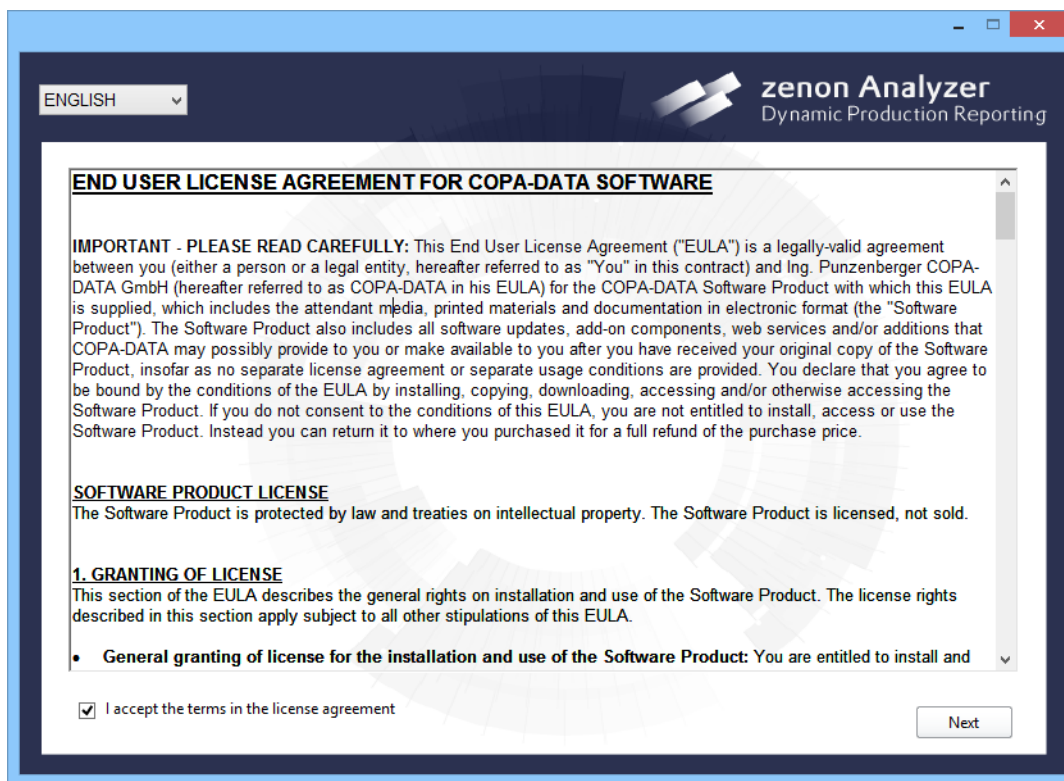 ENGLISH
zenon Analyzer
Dynamic Production Reporting
END USER LICENSE AGREEMENT FOR COPA-DATA SOFTWARE
IMPORTANT - PLEASE READ CAREFULLY: This End User License Agreement ("EULA") is a legally-valid agreement
between you (either a person or a legal entity, hereafter referred to as "You" in this contract) and Ing. Punzenberger COPA-
DATA GmbH (hereafter referred to as COPA-DATA in his EULA) for the COPA-DATA Software Product with which this EULA
is supplied, which includes the attendant media, printed materials and documentation in electronic format (the "Software
Product"). The Software Product also includes all software updates, add-on components, web services and/or additions that
COPA-DATA may possibly provide to you or make available to you after you have received your original copy of the Software
Product, insofar as no separate license agreement or separate usage conditions are provided. You declare that you agree to
be bound by the conditions of the EULA by installing, copying, downloading, accessing and/or otherwise accessing the
Software Product. If you do not consent to the conditions of this EULA, you are not entitled to install, access or use the
Software Product. Instead you can return it to where you purchased it for a full refund of the purchase price.
SOFTWARE PRODUCT LICENSE
The Software Product is protected by law and treaties on intellectual property. The Software Product is licensed, not sold.
1. GRANTING OF LICENSE
This section of the EULA describes the general rights on installation and use of the Software Product. The license rights
described in this section apply subject to all other stipulations of this EULA.
• General granting of license for the installation and use of the Software Product: You are entitled to install and
I accept the terms in the license agreement
Next